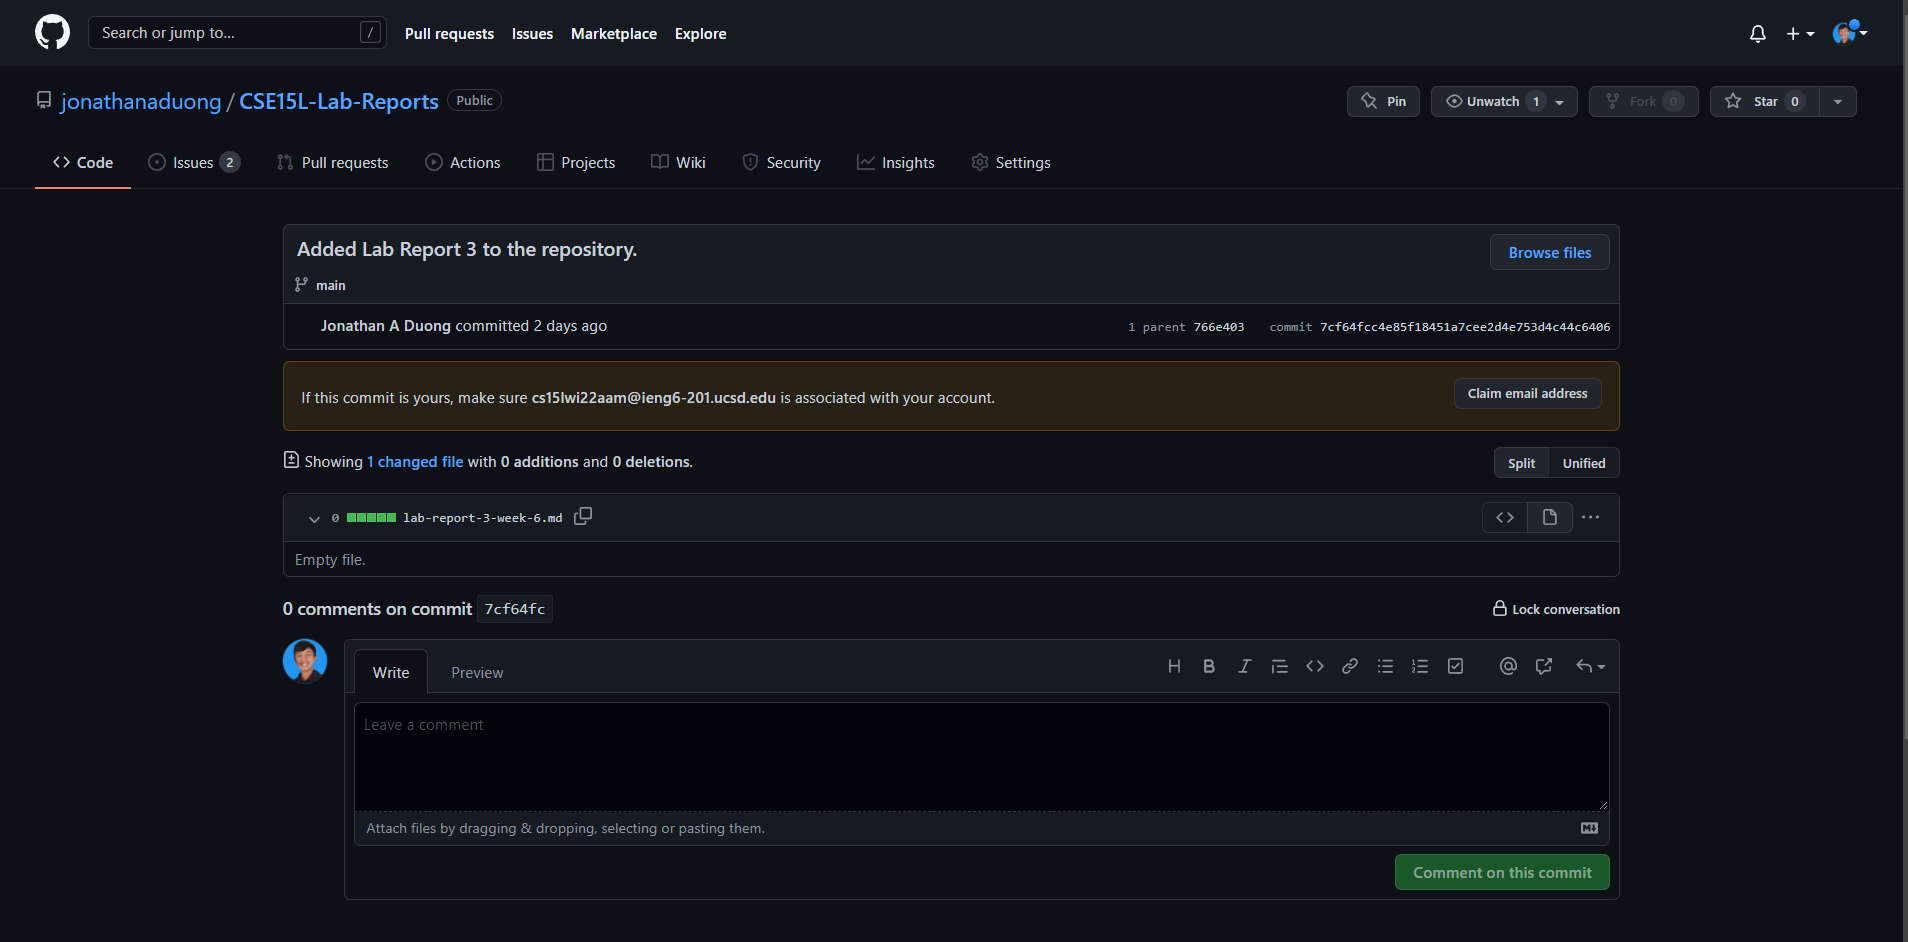 Search or jump to... /
Pull requests Issues Marketplace Explore
jonathanaduong / CSE15L-Lab-Reports Public
Pin Unwatch 1 Fork 0 Star 0
Code Issues 2 Pull requests Actions Projects Wiki Security Insights Settings
Added Lab Report 3 to the repository.
Browse files
main
Jonathan A Duong committed 2 days ago
1 parent 766e403 commit 7cf64fcc4e85f18451a7cee2d4e753d4c44c6406
If this commit is yours, make sure cs15lwi22aam@ieng6-201.ucsd.edu is associated with your account.
Claim email address
Showing 1 changed file with 0 additions and 0 deletions.
Split Unified
0 lab-report-3-week-6.md
Empty file.
0 comments on commit 7cf64fc
Lock conversation
Write Preview
Leave a comment
Attach files by dragging & dropping, selecting or pasting them.
Comment on this commit